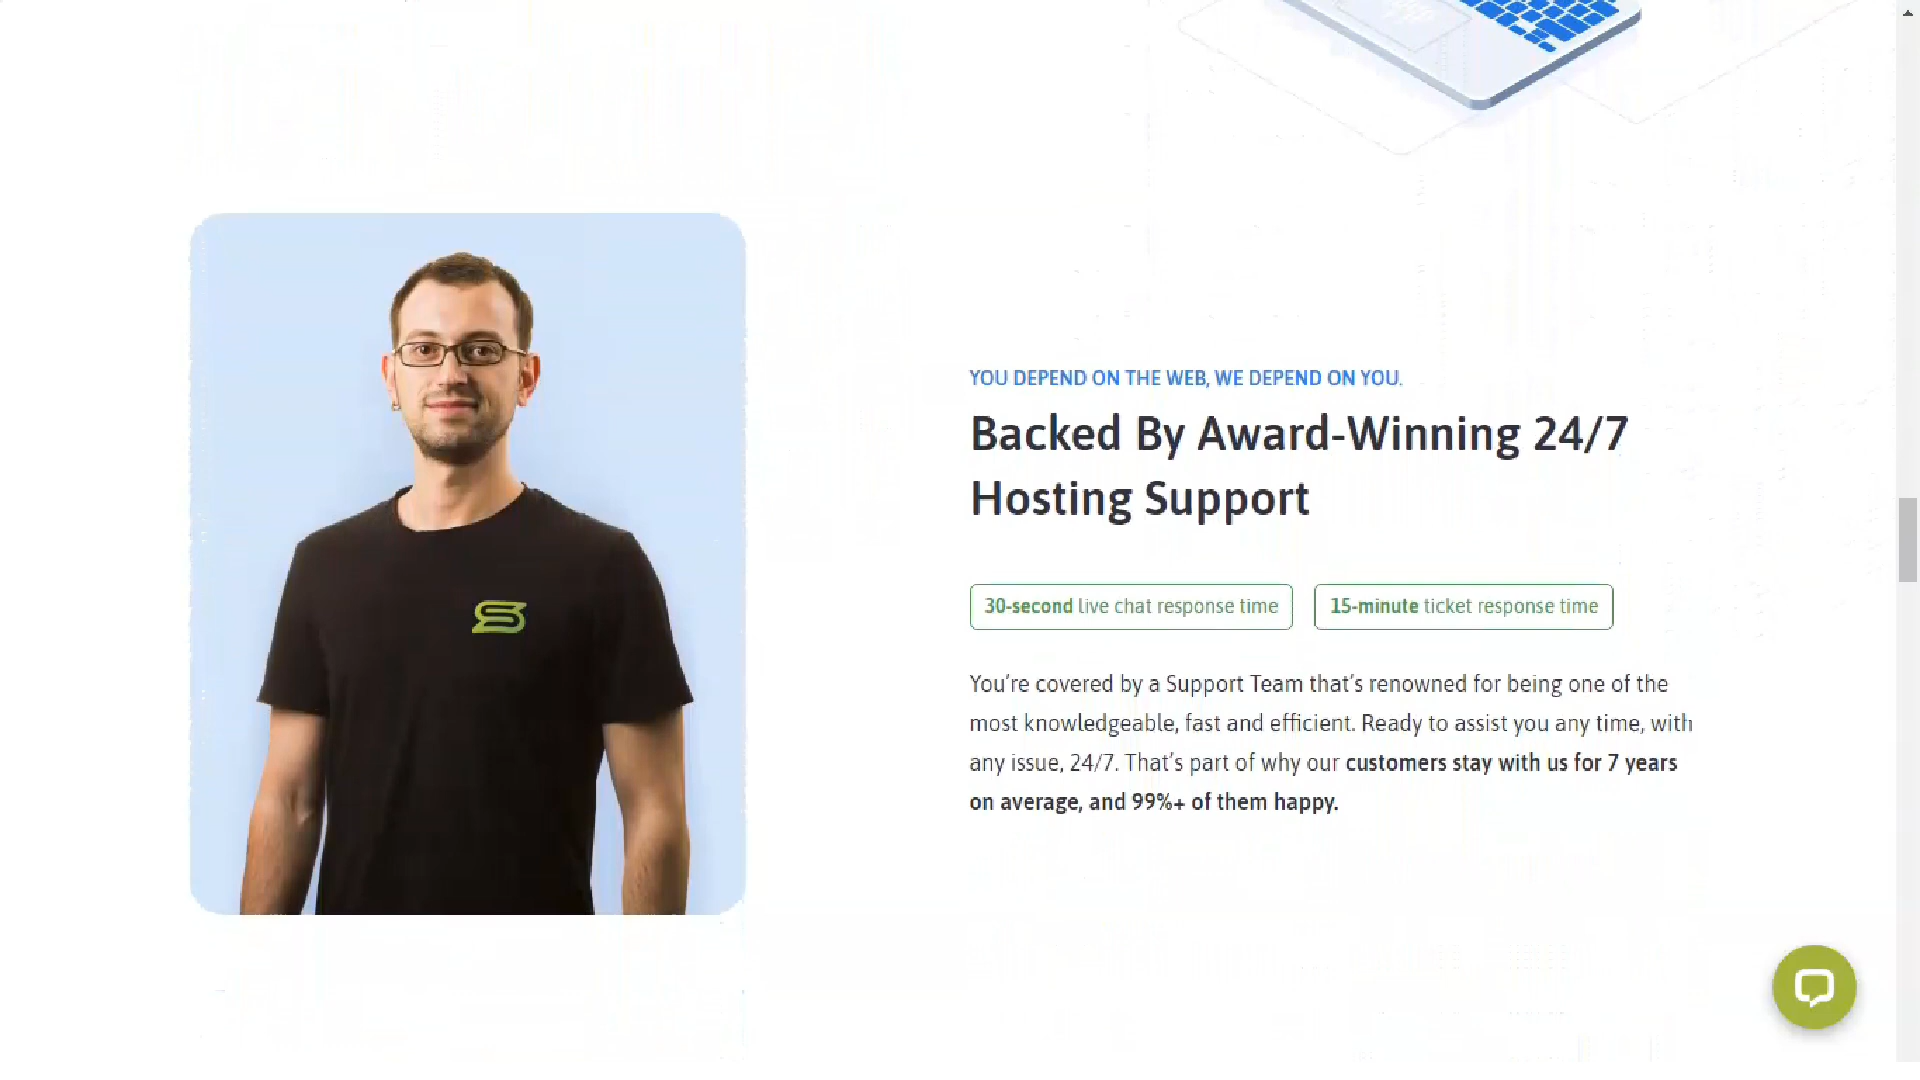 YOU DEPEND ON THE WEB, WE DEPEND ON YOU.
Backed By Award-Winning 24/7
Hosting Support
30-second live chat response time
15-minute ticket response time
You’re covered by a Support Team that’s renowned for being one of the
most knowledgeable, fast and efficient. Ready to assist you any time, with
any issue, 24/7. That’s part of why our customers stay with us for 7 years
on average, and 99%+ of them happy.